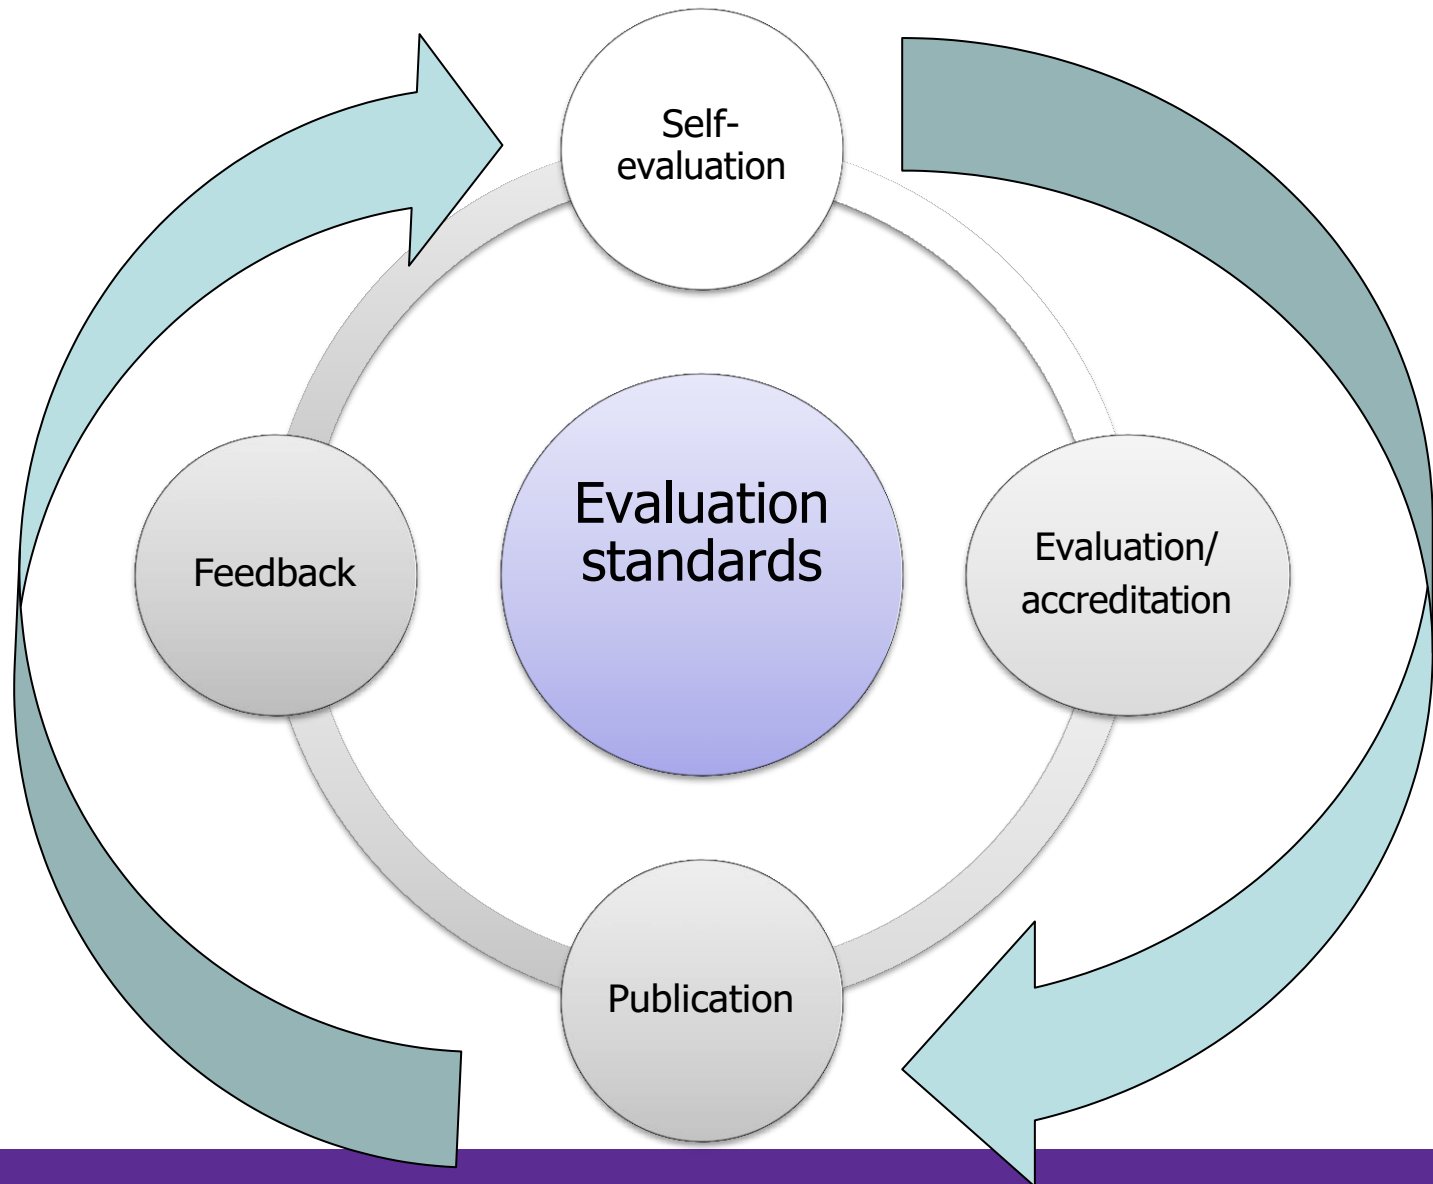 Self-
evaluation
Evaluation
standards
Feedback
Evaluation/
accreditation
Publication